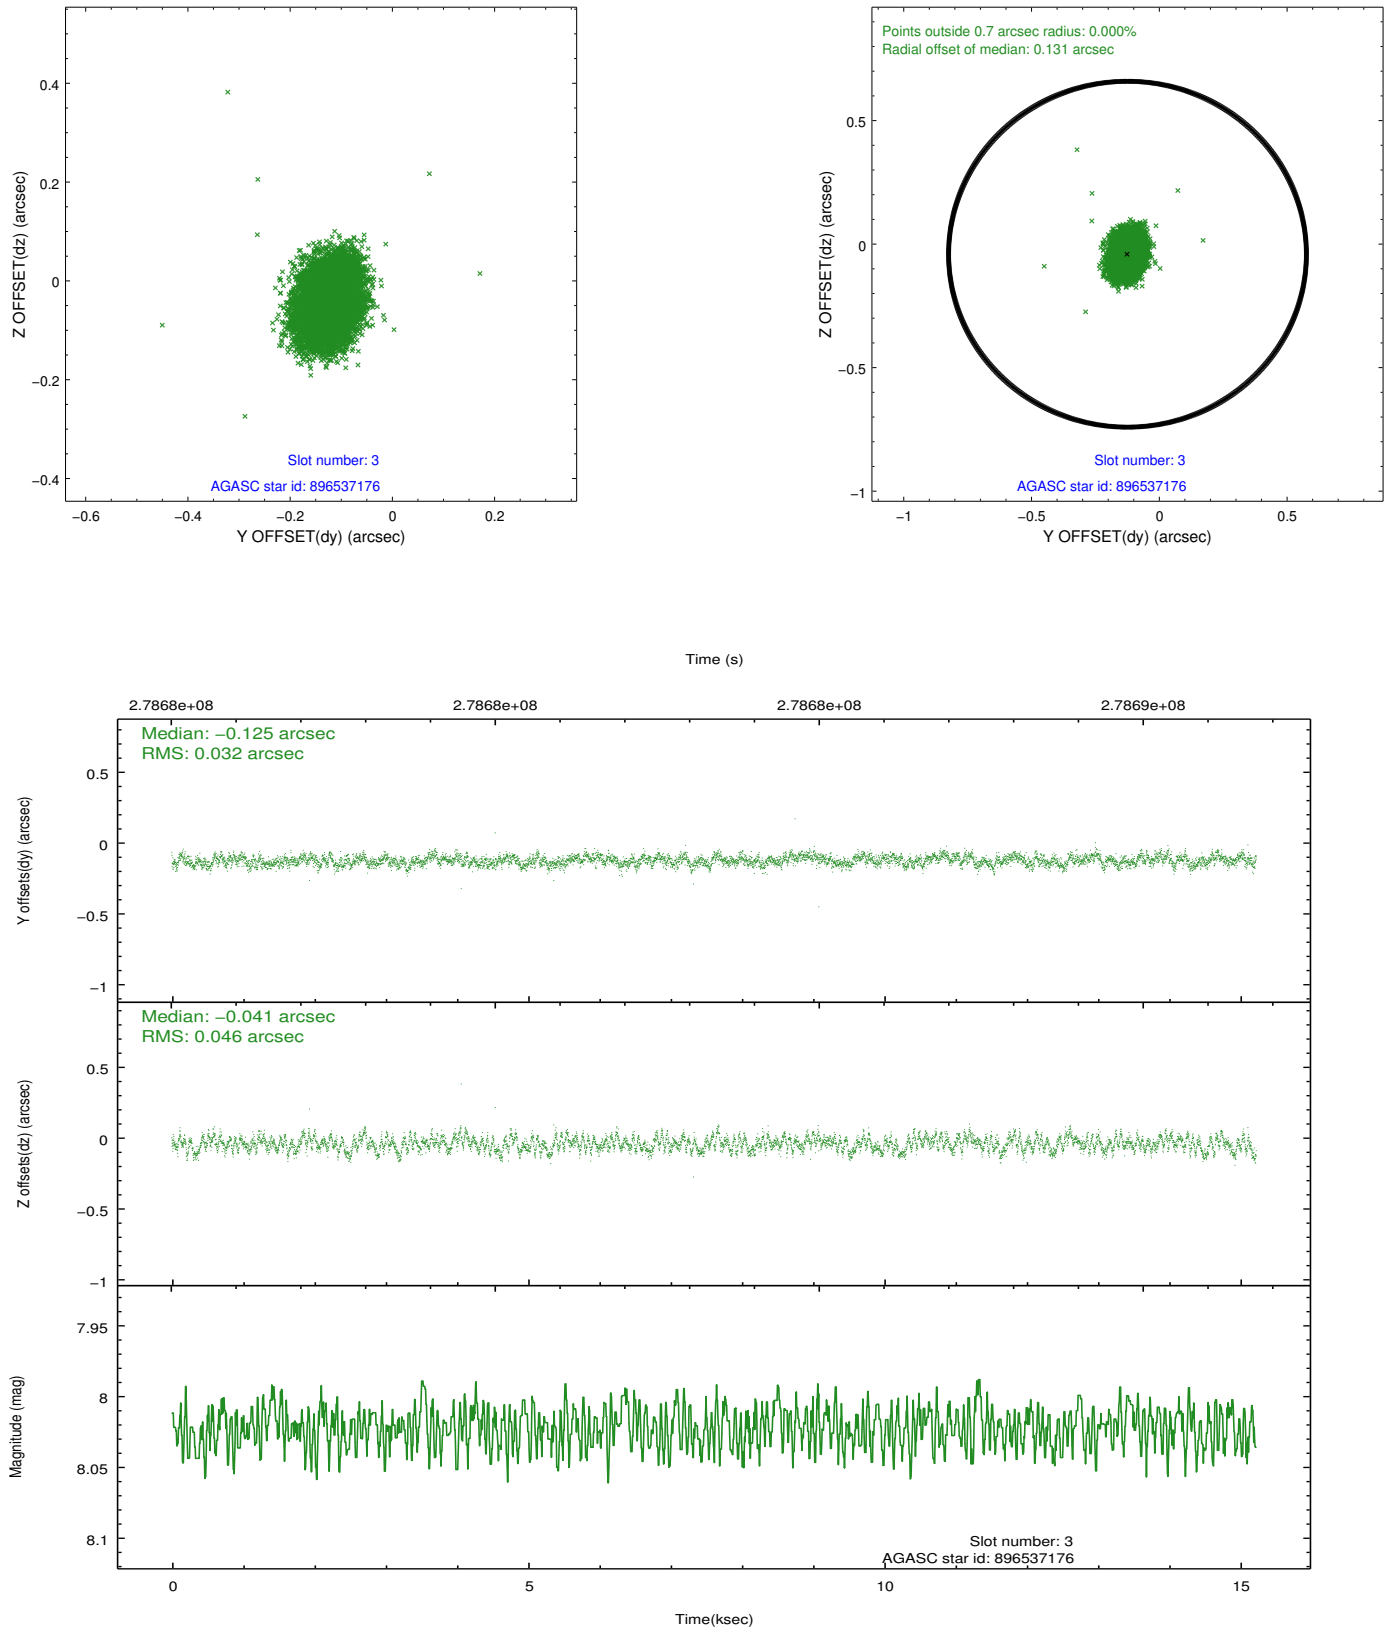 0.4
0.2
0
−0.2
−0.4
Z OFFSET(dz) (arcsec)
Slot number: 3
AGASC star id: 896537176
−0.6
−0.4
−0.2
0
0.2
Y OFFSET(dy) (arcsec)
Points outside 0.7 arcsec radius: 0.000%
Radial offset of median: 0.131 arcsec
0.5
0
−0.5
−1
Z OFFSET(dz) (arcsec)
Slot number: 3
AGASC star id: 896537176
−1
−0.5
0
0.5
Y OFFSET(dy) (arcsec)
Time (s)
2.7868e+08
2.7868e+08
2.7868e+08
2.7869e+08
Median: −0.125 arcsec
RMS: 0.032 arcsec
0.5
0
−0.5
−1
Y offsets(dy) (arcsec)
Median: −0.041 arcsec
RMS: 0.046 arcsec
0.5
0
−0.5
−1
Z offsets(dz) (arcsec)
7.95
8
8.05
8.1
Magnitude (mag)
Slot number: 3
AGASC star id: 896537176
0
5
10
15
Time(ksec)